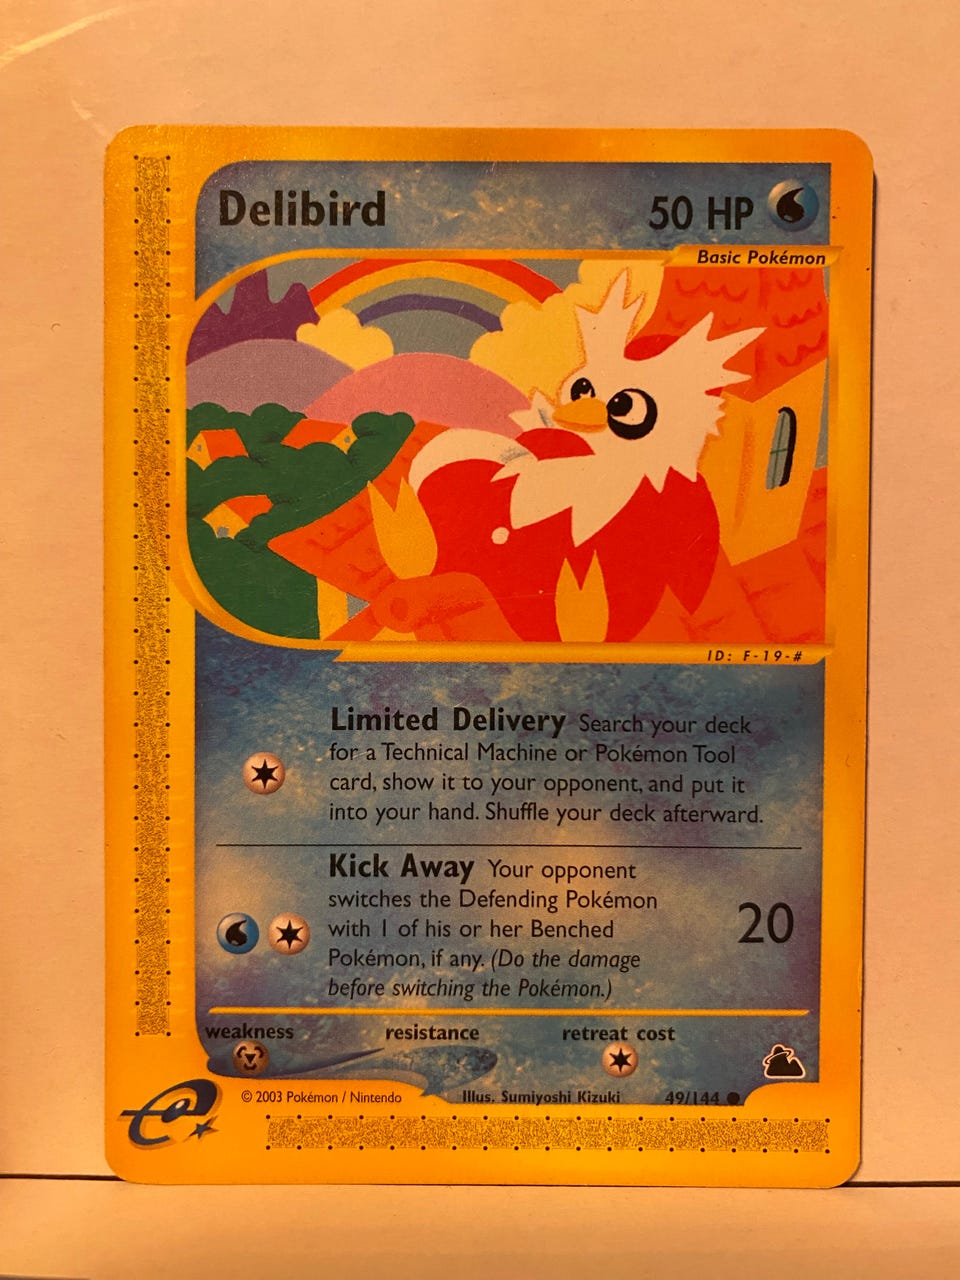 Delibird
50 HP
Basic Pokémon
ID: F-19-#
Limited Delivery Search your deck
for a Technical Machine or Pokémon Tool
card, show it to your opponent, and put it
into your hand. Shuffle your deck afterward.
Kick Away Your opponent
switches the Defending Pokémon
with 1 of his or her Benched
Pokémon, if any. (Do the damage
before switching the Pokémon.)
20
weakness resistance retreat cost
© 2003 Pokémon / Nintendo Illus. Sumiyoshi Kizuki 49/144
e